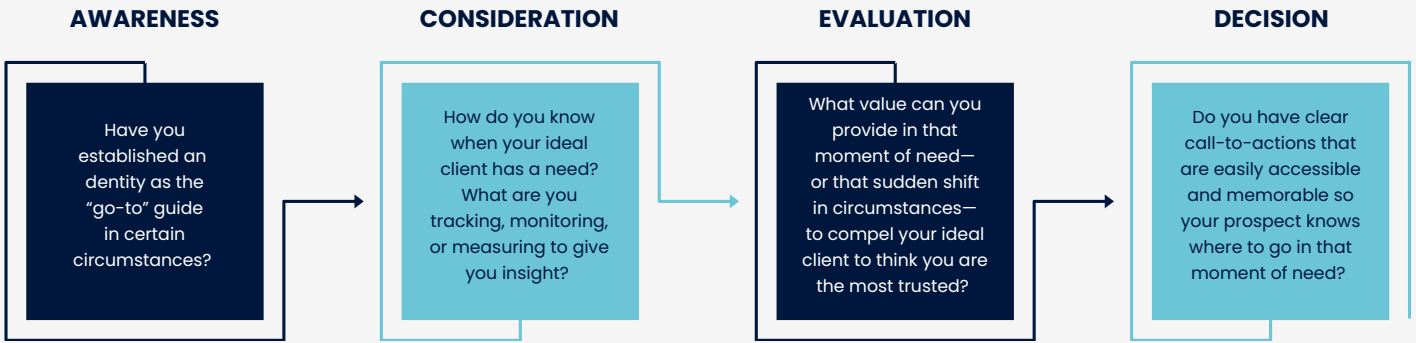 AWARENESS
Have you
established an
dentity as the
“go-to” guide
in certain
circumstances?
CONSIDERATION
How do you know
when your ideal
client has a need?
What are you
tracking, monitoring,
or measuring to give
you insight?
EVALUATION
What value can you
provide in that
moment of need—
or that sudden shift
in circumstances—
to compel your ideal
client to think you are
the most trusted?
DECISION
Do you have clear
call-to-actions that
are easily accessible
and memorable so
your prospect knows
where to go in that
moment of need?